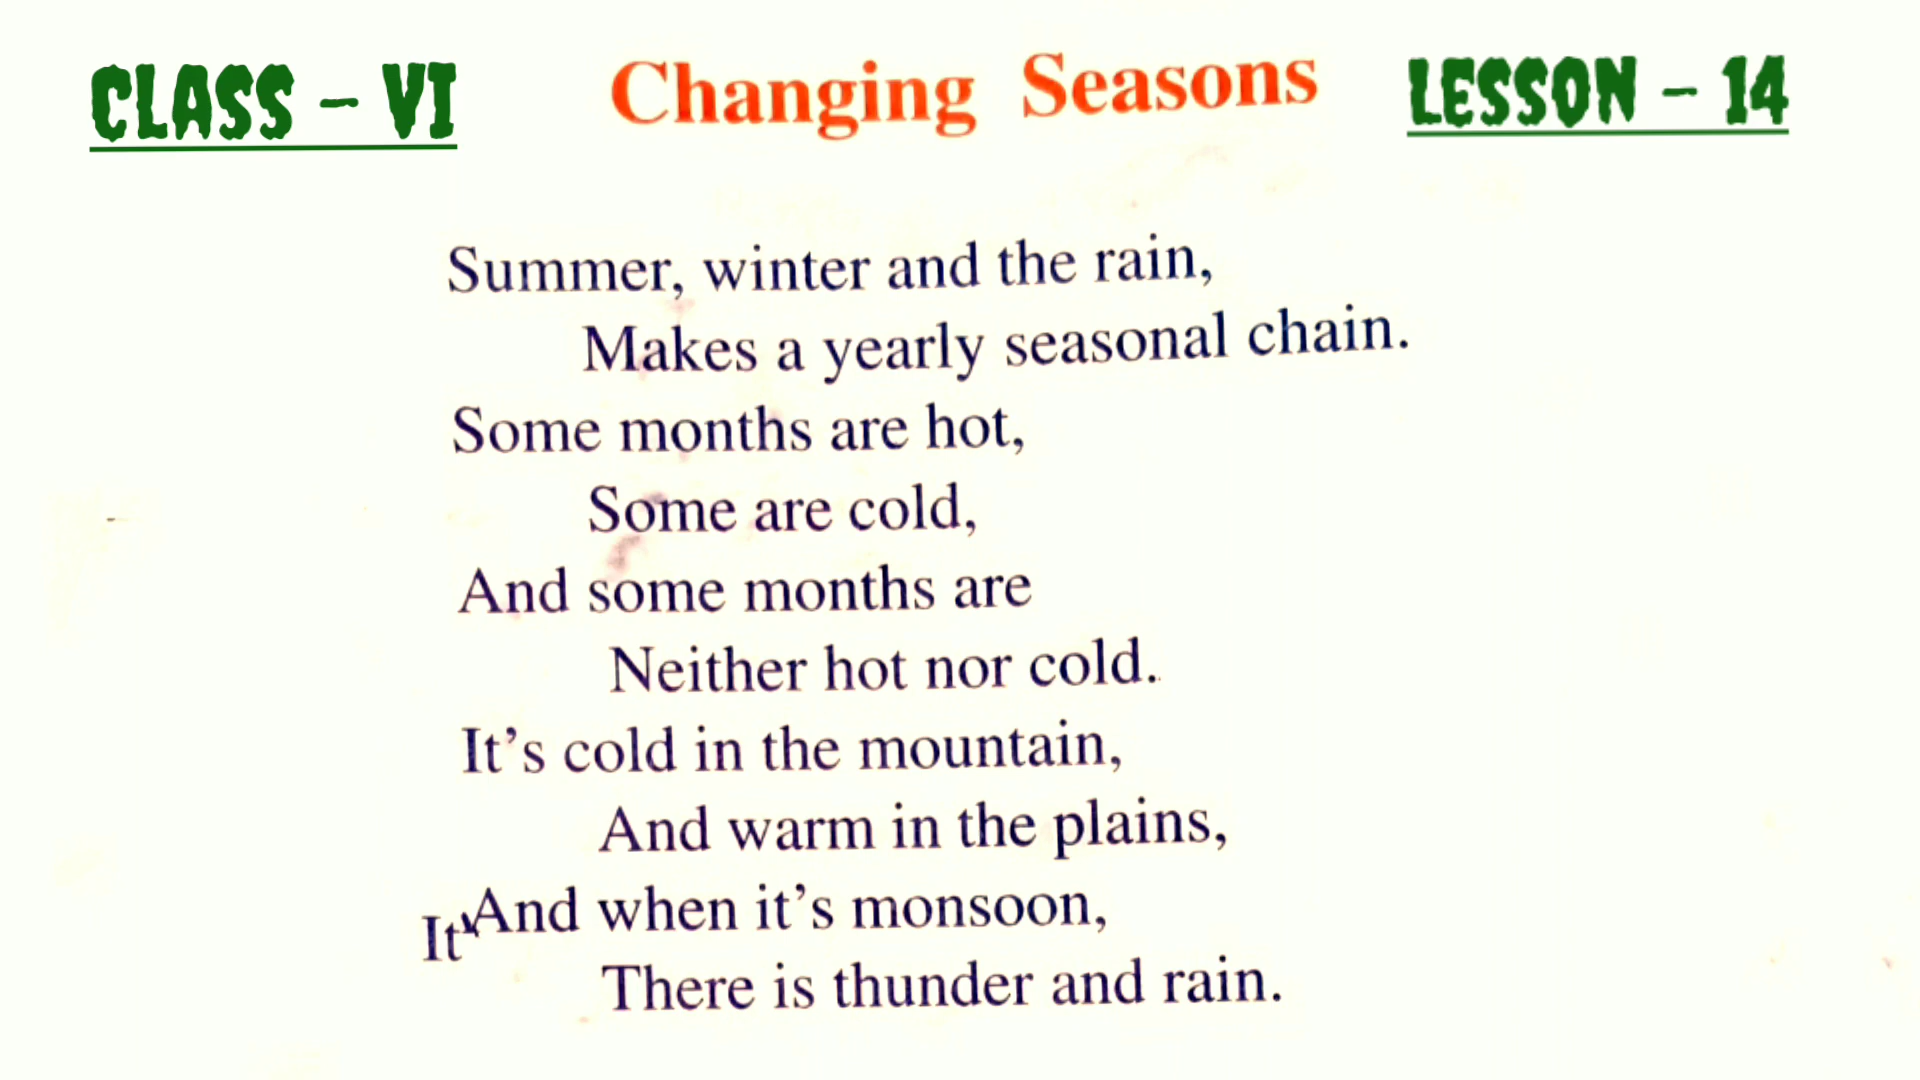 CLASS – VI Changing Seasons LESSON – 14
Summer, winter and the rain,
Makes a yearly seasonal chain.
Some months are hot,
Some are cold,
And some months are
Neither hot nor cold.
It's cold in the mountain,
And warm in the plains,
It' And when it's monsoon,
There is thunder and rain.